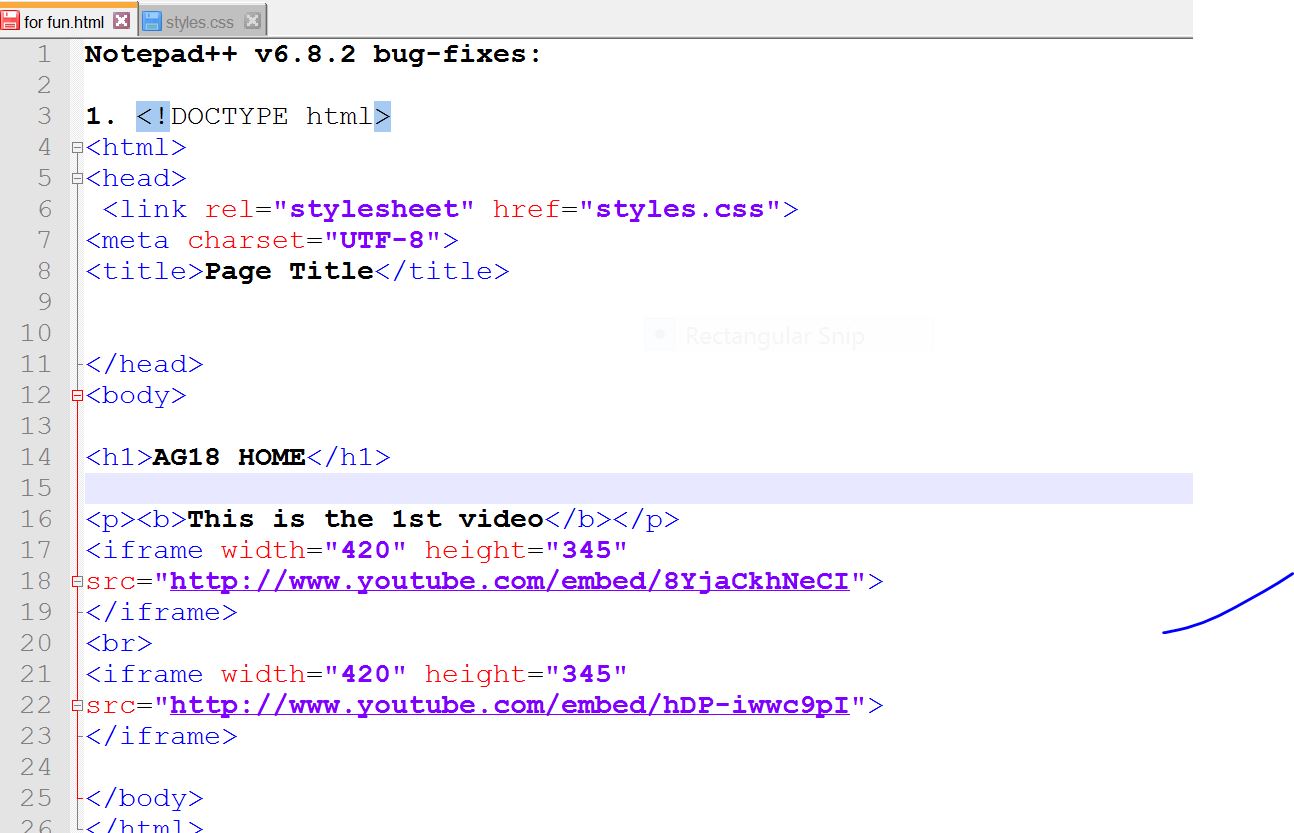 for fun.html styles.css
1 Notepad++ v6.8.2 bug-fixes:
2
3 1. <!DOCTYPE html>
4 <html>
5 <head>
6 <link rel="stylesheet" href="styles.css">
7 <meta charset="UTF-8">
8 <title>Page Title</title>
9
10
Rectangular Snip
11 </head>
12 <body>
13
14 <h1>AG18 HOME</h1>
15
16 <p><b>This is the 1st video</b></p>
17 <iframe width="420" height="345"
18 src="http://www.youtube.com/embed/8YjaCkhNeCI">
19 </iframe>
20 <br>
21 <iframe width="420" height="345"
22 src="http://www.youtube.com/embed/hDP-iwwc9pI">
23 </iframe>
24
25 </body>
26 </html>